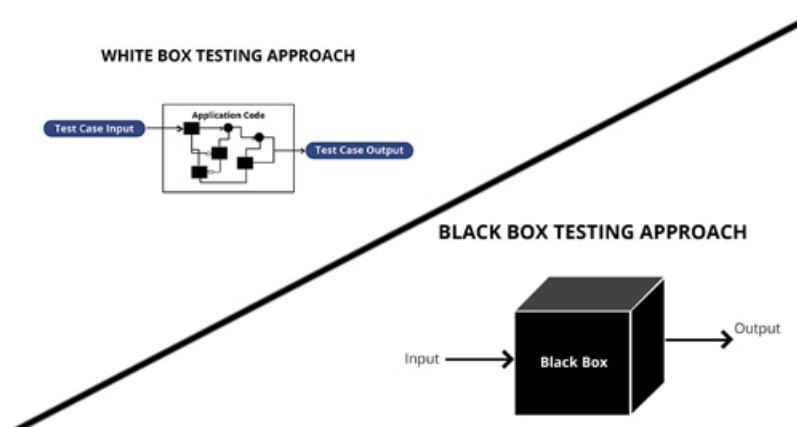 WHITE BOX TESTING APPROACH
Application Code
Test Case Input
Test Case Output
BLACK BOX TESTING APPROACH
Output
Input
Black Box